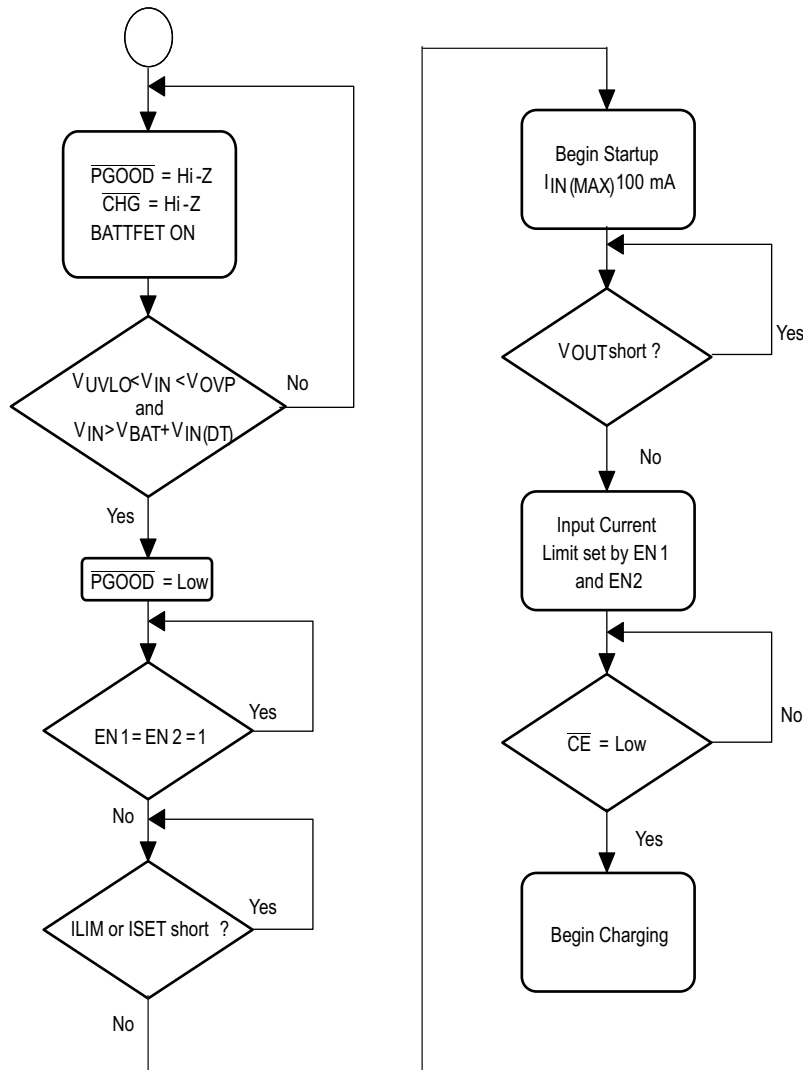 PGOOD = Hi-Z
CHG = Hi-Z
BATTFET ON
VUVLO<VIN <VOVP
and
VIN>VBAT+VIN(DT)
No
Yes
PGOOD = Low
EN1=EN2=1
Yes
No
ILIM or ISET short ?
Yes
No
Begin Startup
IIN(MAX)100 mA
VOUT short ?
Yes
No
Input Current
Limit set by EN1
and EN2
CE = Low
No
Yes
Begin Charging